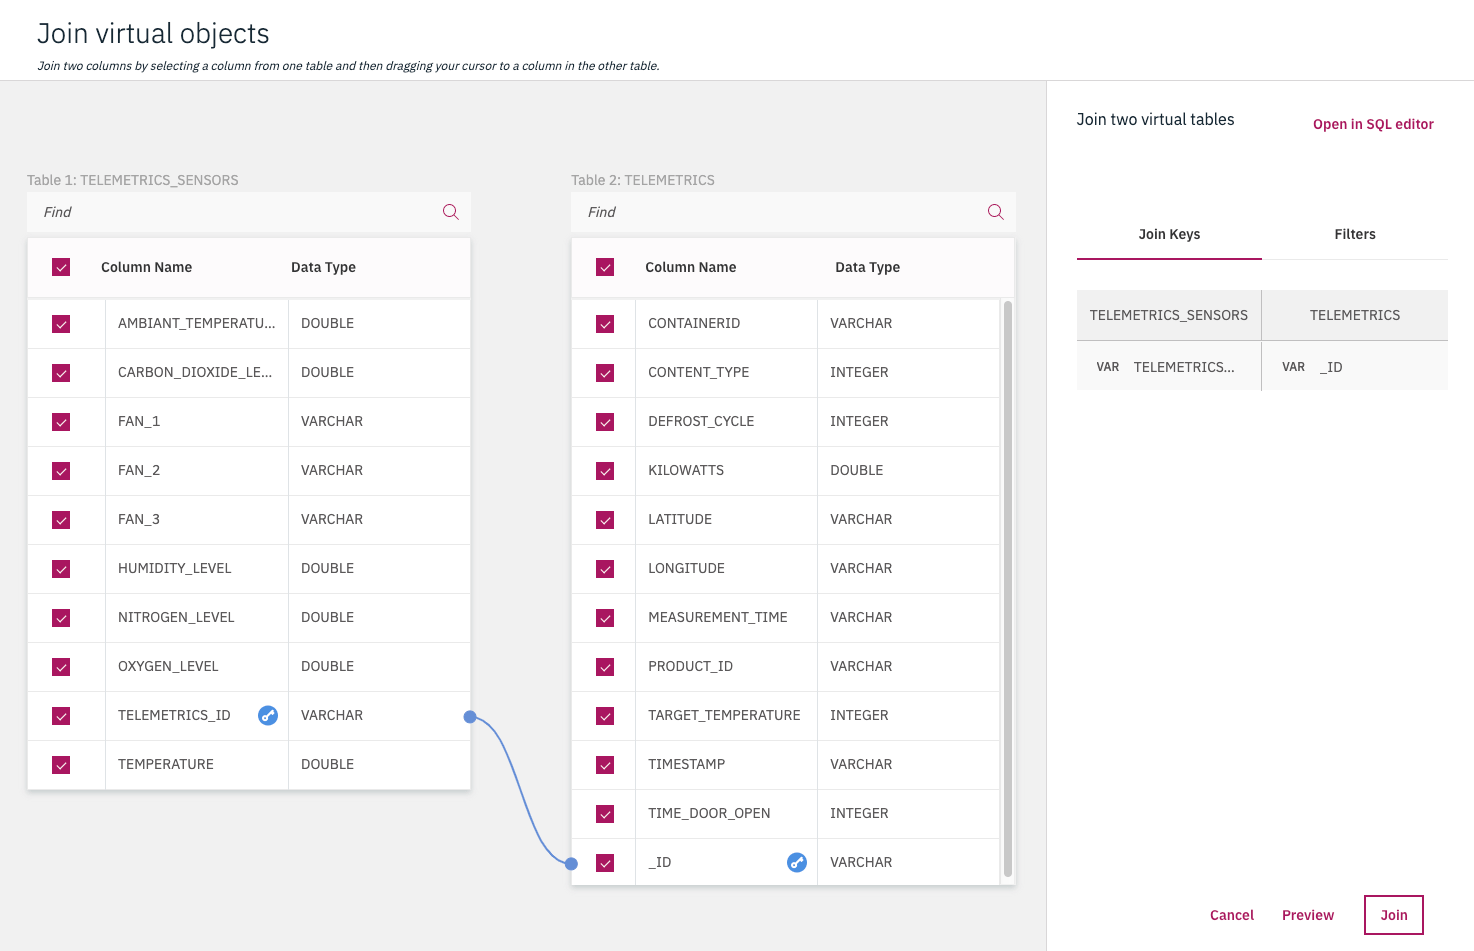 Join virtual objects
Join two columns by selecting a column from one table and then dragging your cursor to a column in the other table.
Table 1: TELEMETRICS_SENSORS
Find
Column Name Data Type
AMBIANT_TEMPERATU... DOUBLE
CARBON_DIOXIDE_LE... DOUBLE
FAN_1 VARCHAR
FAN_2 VARCHAR
FAN_3 VARCHAR
HUMIDITY_LEVEL DOUBLE
NITROGEN_LEVEL DOUBLE
OXYGEN_LEVEL DOUBLE
TELEMETRICS_ID VARCHAR
TEMPERATURE DOUBLE
Table 2: TELEMETRICS
Find
Column Name Data Type
CONTAINERID VARCHAR
CONTENT_TYPE INTEGER
DEFROST_CYCLE INTEGER
KILOWATTS DOUBLE
LATITUDE VARCHAR
LONGITUDE VARCHAR
MEASUREMENT_TIME VARCHAR
PRODUCT_ID VARCHAR
TARGET_TEMPERATURE INTEGER
TIMESTAMP VARCHAR
TIME_DOOR_OPEN INTEGER
_ID VARCHAR
Join two virtual tables
Open in SQL editor
Join Keys Filters
TELEMETRICS_SENSORS TELEMETRICS
VAR TELEMETRICS... VAR _ID
Cancel Preview Join